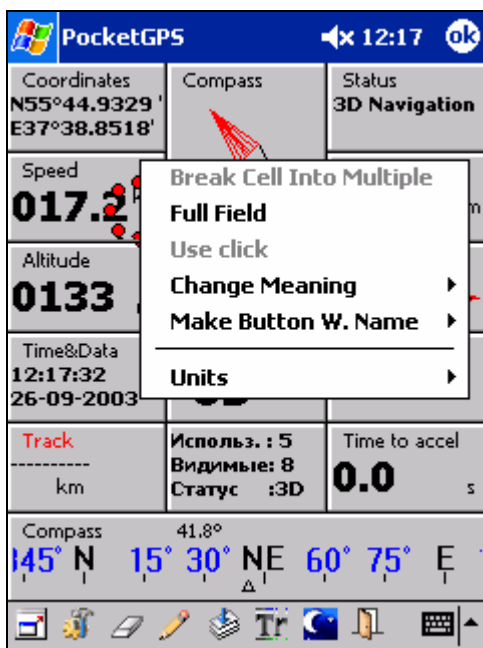 PocketGPS 12:17 ok
Coordinates
N55°44.9329'
E37°38.8518'
Compass
Status
3D Navigation
Speed
017.2
Altitude
0133
Time&Data
12:17:32
26-09-2003
Break Cell Into Multiple
Full Field
Use click
Change Meaning
Make Button W. Name
Units
Track
----------
km
Использ. : 5
Видимые: 8
Статус :3D
Time to accel
0.0 s
Compass 41.8°
345° N 15° 30° NE 60° 75° E
Tr